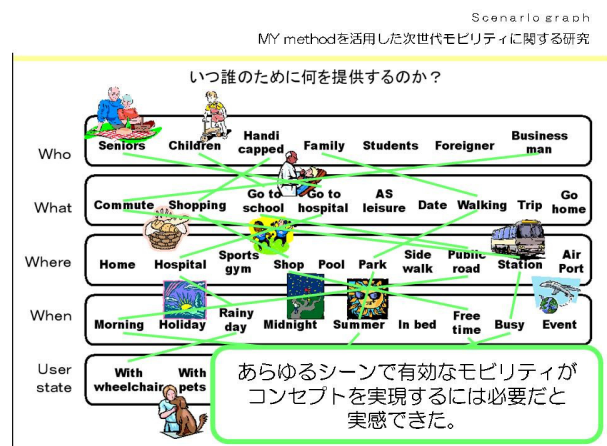 Scenario graph
MY methodを活用した次世代モビリティに関する研究
いつ誰のために何を提供するのか？
Who
Seniors Children Handi capped Family Students Foreigner Business man
What
Commute Shopping Go to school Go to hospital AS leisure Date Walking Trip Go home
Where
Home Hospital Sports gym Shop Pool Park Side walk Public road Station Air Port
When
Morning Holiday Rainy day Midnight Summer In bed Free time Busy Event
User state
With wheelchair With pets
あらゆるシーンで有効なモビリティが
コンセプトを実現するには必要だと
実感できた。